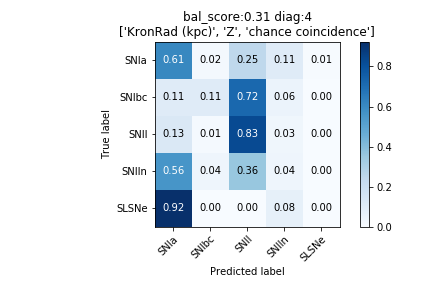 bal_score:0.31 diag:4
['KronRad (kpc)', 'Z', 'chance coincidence']
True label
SNIa 0.61 0.02 0.25 0.11 0.01
SNIbc 0.11 0.11 0.72 0.06 0.00
SNII 0.13 0.01 0.83 0.03 0.00
SNIIn 0.56 0.04 0.36 0.04 0.00
SLSNe 0.92 0.00 0.00 0.08 0.00
SNIa SNIbc SNII SNIIn SLSNe
Predicted label
0.8
0.6
0.4
0.2
0.0